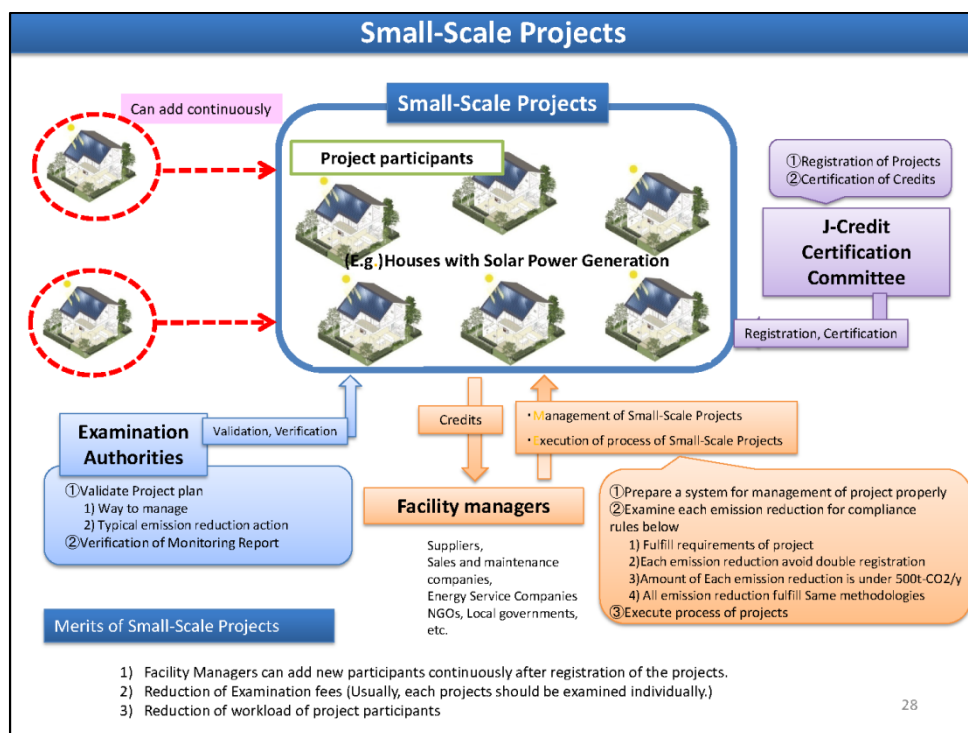 Small-Scale Projects
Can add continuously
Small-Scale Projects
Project participants
(E.g.)Houses with Solar Power Generation
①Registration of Projects
②Certification of Credits
J-Credit
Certification
Committee
Registration, Certification
Examination
Authorities
Validation, Verification
①Validate Project plan
1) Way to manage
2) Typical emission reduction action
②Verification of Monitoring Report
Credits
・Management of Small-Scale Projects
・Execution of process of Small-Scale Projects
Facility managers
Suppliers,
Sales and maintenance
companies,
Energy Service Companies
NGOs, Local governments,
etc.
①Prepare a system for management of project properly
②Examine each emission reduction for compliance
rules below
1) Fulfill requirements of project
2)Each emission reduction avoid double registration
3)Amount of Each emission reduction is under 500t-CO2/y
4) All emission reduction fulfill Same methodologies
③Execute process of projects
Merits of Small-Scale Projects
1) Facility Managers can add new participants continuously after registration of the projects.
2) Reduction of Examination fees (Usually, each projects should be examined individually.)
3) Reduction of workload of project participants
28